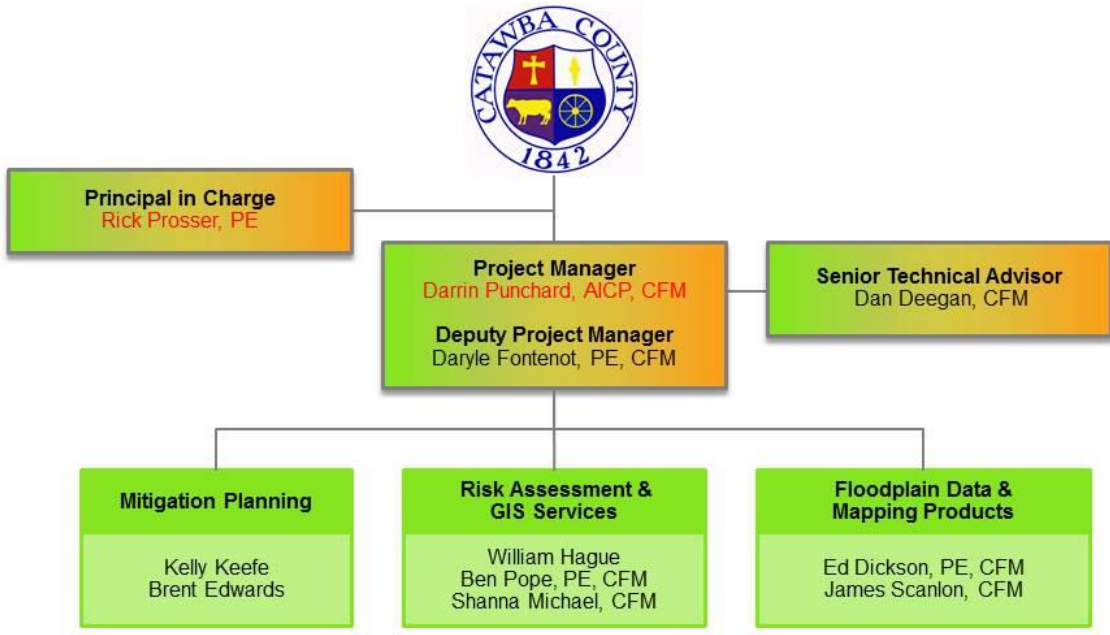 CATAWBA COUNTY
1842
Principal in Charge
Rick Prosser, PE
Project Manager
Darrin Punchard, AICP, CFM
Deputy Project Manager
Daryle Fontenot, PE, CFM
Senior Technical Advisor
Dan Deegan, CFM
Mitigation Planning
Kelly Keefe
Brent Edwards
Risk Assessment &
GIS Services
William Hague
Ben Pope, PE, CFM
Shanna Michael, CFM
Floodplain Data &
Mapping Products
Ed Dickson, PE, CFM
James Scanlon, CFM